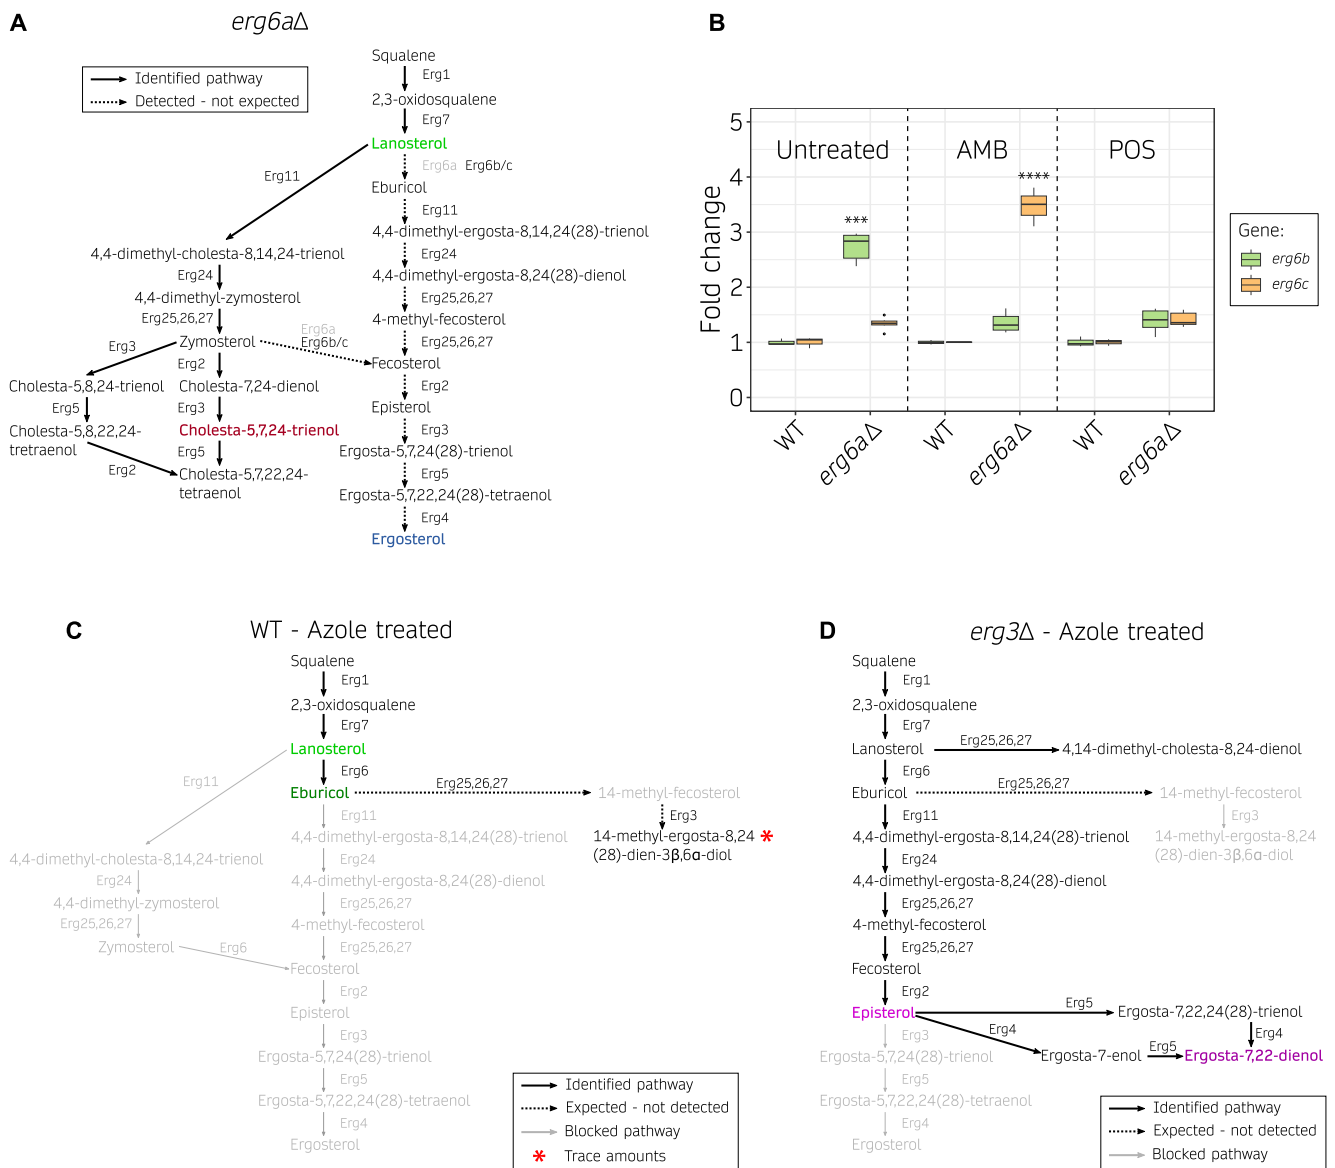 A
erg6aΔ
Identified pathway
Detected - not expected
Squalene
Erg1
2,3-oxidosqualene
Erg7
Lanosterol
Erg6a Erg6b/c
Erg11
Eburicol
Erg11
4,4-dimethyl-ergosta-8,14,24(28)-trienol
Erg24
4,4-dimethyl-ergosta-8,24(28)-dienol
Erg25,26,27
4-methyl-fecosterol
Erg25,26,27
Fecosterol
Erg2
Episterol
Erg3
Ergosta-5,7,24(28)-trienol
Erg5
Ergosta-5,7,22,24(28)-tetraenol
Erg4
Ergosterol
4,4-dimethyl-cholesta-8,14,24-trienol
Erg24
4,4-dimethyl-zymosterol
Erg25,26,27
Zymosterol
Erg6a
Erg6b/c
Erg3
Erg2
Cholesta-5,8,24-trienol
Cholesta-7,24-dienol
Erg5
Erg3
Cholesta-5,8,22,24-
tretraenol
Cholesta-5,7,24-trienol
Erg2
Erg5
Cholesta-5,7,22,24-
tetraenol
B
Fold change
5
4
3
2
1
0
Untreated
AMB
POS
***
****
WT
erg6aΔ
WT
erg6aΔ
WT
erg6aΔ
Gene:
erg6b
erg6c
C
WT - Azole treated
Squalene
Erg1
2,3-oxidosqualene
Erg7
Lanosterol
Erg11
Erg6
Eburicol
Erg25,26,27
14-methyl-fecosterol
Erg3
14-methyl-ergosta-8,24 *
(28)-dien-3β,6α-diol
Erg11
4,4-dimethyl-ergosta-8,14,24(28)-trienol
Erg24
4,4-dimethyl-ergosta-8,24(28)-dienol
Erg25,26,27
4-methyl-fecosterol
Erg25,26,27
Fecosterol
Erg2
Episterol
Erg3
Ergosta-5,7,24(28)-trienol
Erg5
Ergosta-5,7,22,24(28)-tetraenol
Erg4
Ergosterol
4,4-dimethyl-cholesta-8,14,24-trienol
Erg24
4,4-dimethyl-zymosterol
Erg25,26,27
Zymosterol
Erg6
Identified pathway
Expected - not detected
Blocked pathway
* Trace amounts
D
erg3Δ - Azole treated
Squalene
Erg1
2,3-oxidosqualene
Erg7
Lanosterol
Erg25,26,27
4,14-dimethyl-cholesta-8,24-dienol
Erg6
Eburicol
Erg25,26,27
14-methyl-fecosterol
Erg3
14-methyl-ergosta-8,24
(28)-dien-3β,6α-diol
Erg11
4,4-dimethyl-ergosta-8,14,24(28)-trienol
Erg24
4,4-dimethyl-ergosta-8,24(28)-dienol
Erg25,26,27
4-methyl-fecosterol
Erg25,26,27
Fecosterol
Erg2
Episterol
Erg5
Ergosta-7,22,24(28)-trienol
Erg4
Erg4
Ergosta-7-enol
Erg5
Ergosta-7,22-dienol
Erg3
Ergosta-5,7,24(28)-trienol
Erg5
Ergosta-5,7,22,24(28)-tetraenol
Erg4
Ergosterol
Identified pathway
Expected - not detected
Blocked pathway